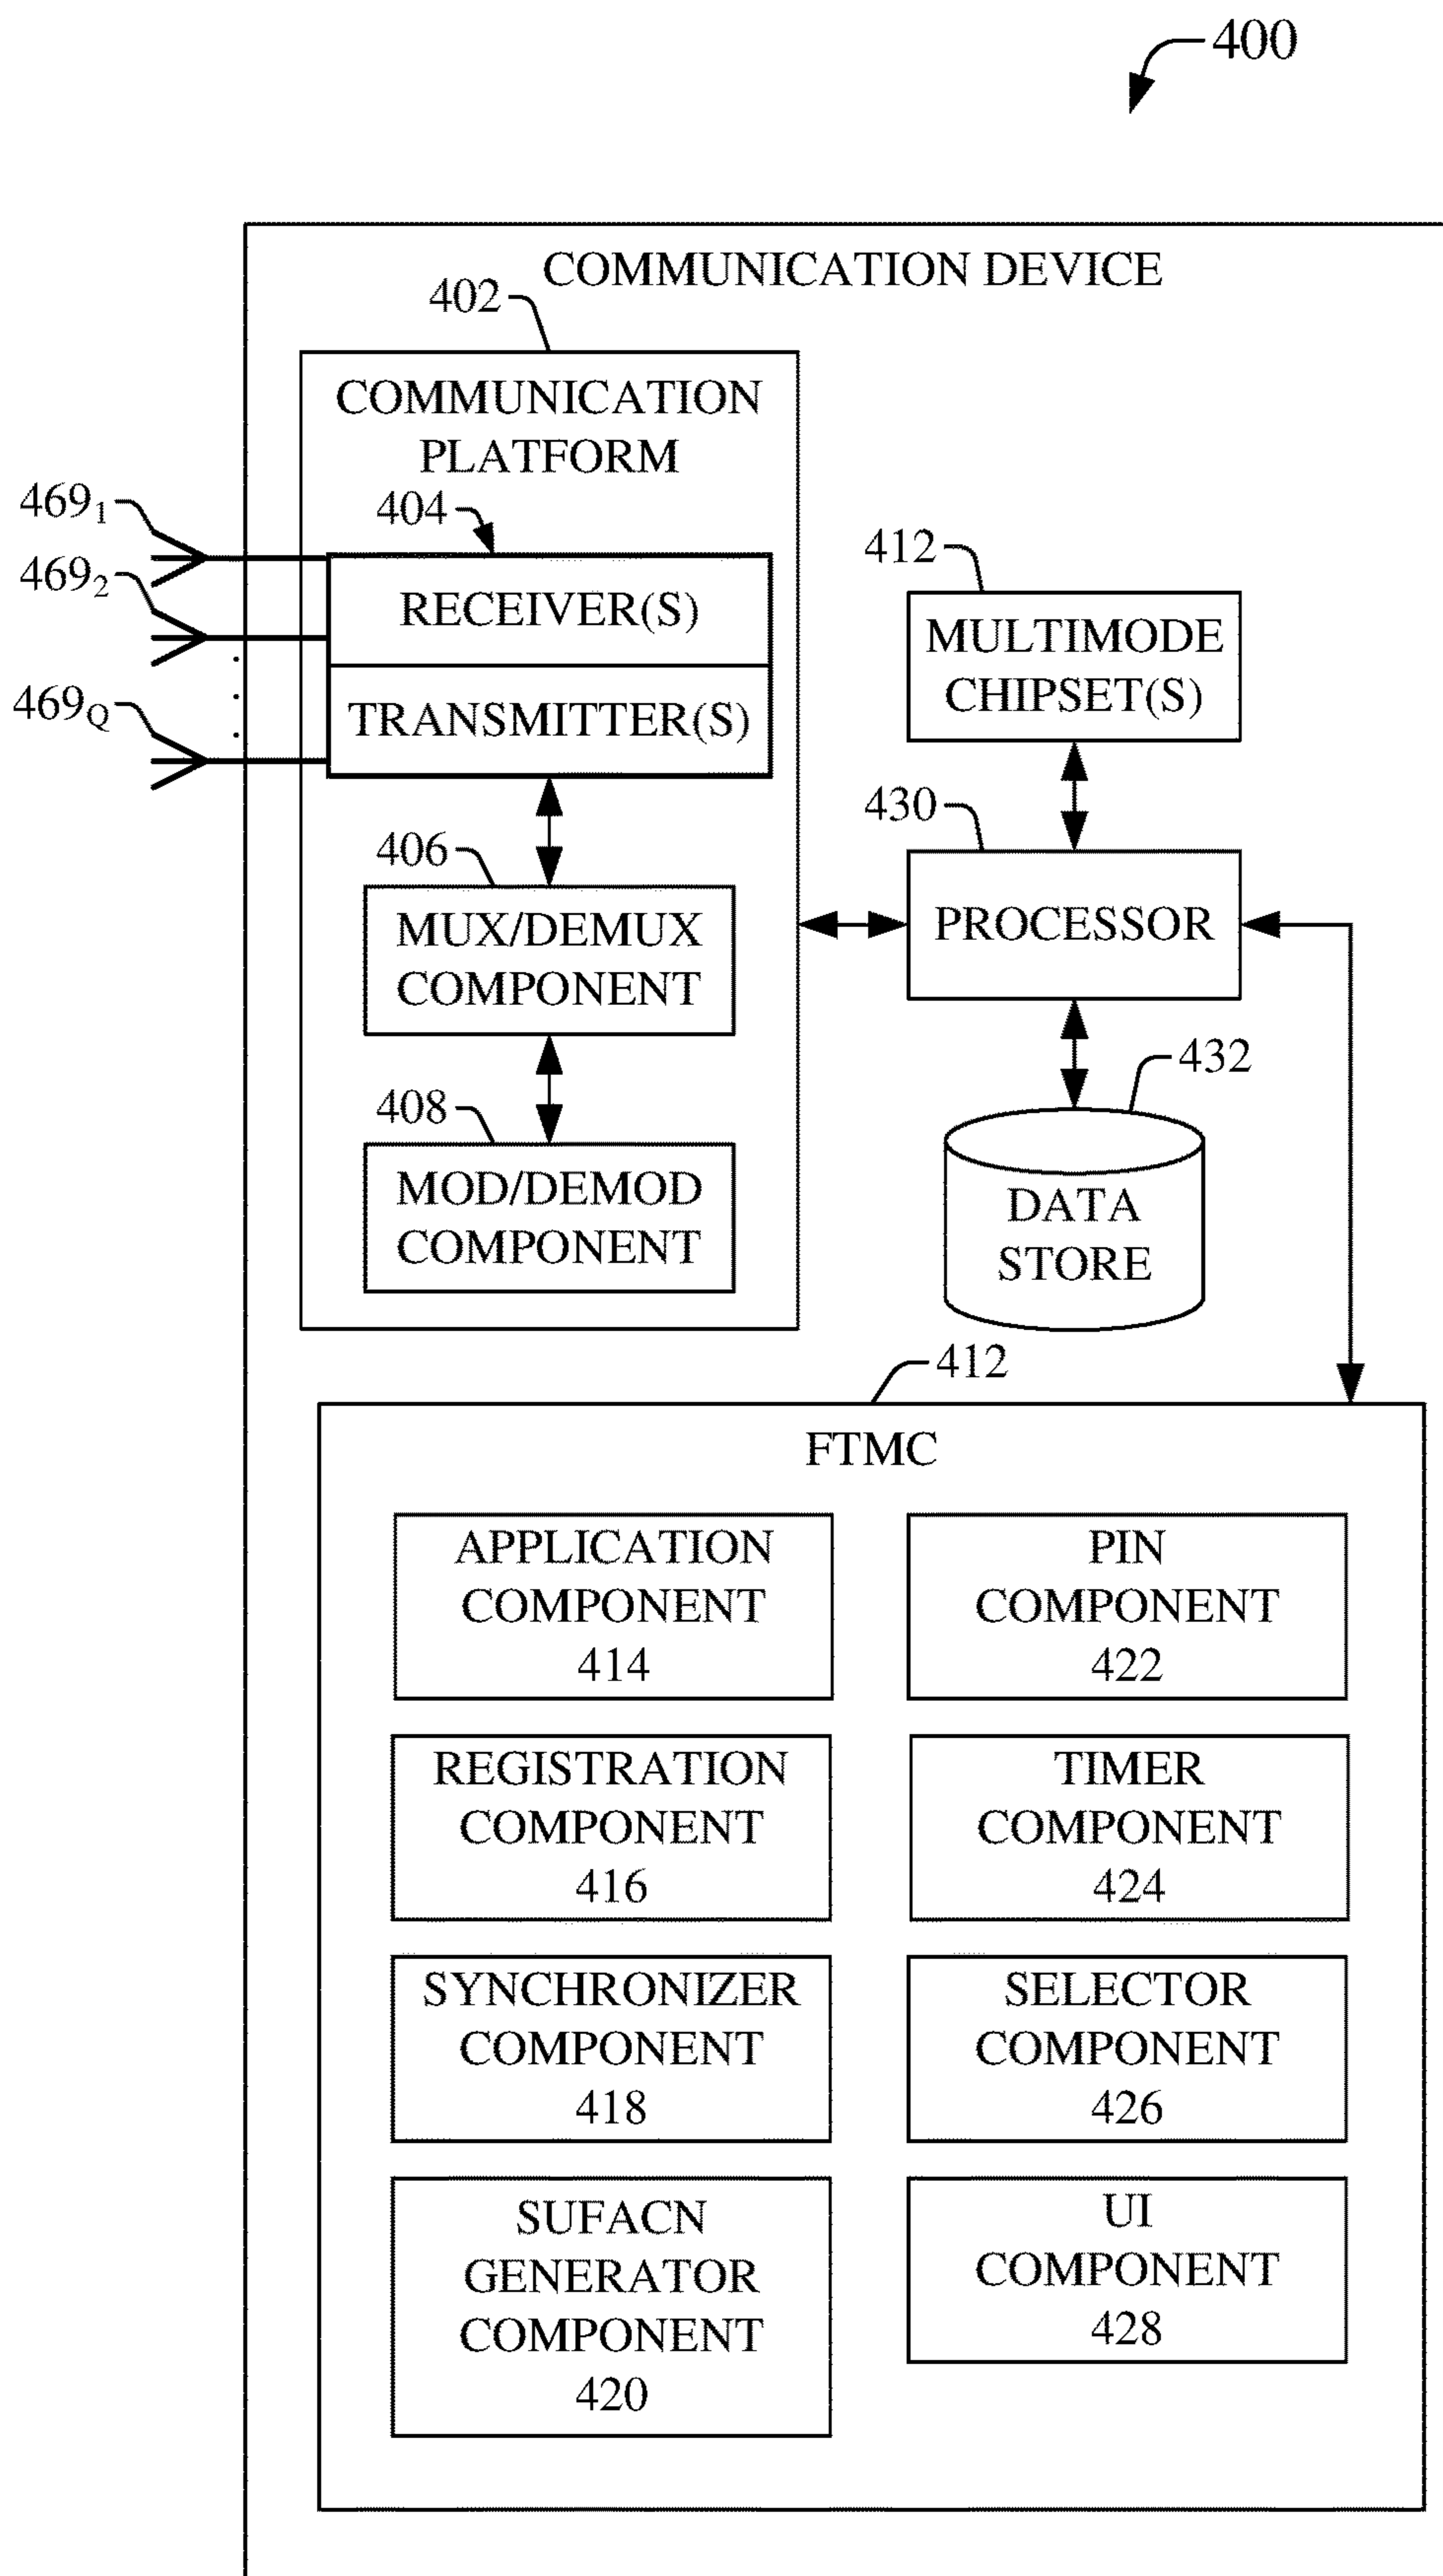 400
COMMUNICATION DEVICE
402
COMMUNICATION
PLATFORM
404
469₁
469₂
469Q
RECEIVER(S)
TRANSMITTER(S)
406
MUX/DEMUX
COMPONENT
408
MOD/DEMOD
COMPONENT
412
MULTIMODE
CHIPSET(S)
430
PROCESSOR
432
DATA
STORE
412
FTMC
APPLICATION
COMPONENT
414
PIN
COMPONENT
422
REGISTRATION
COMPONENT
416
TIMER
COMPONENT
424
SYNCHRONIZER
COMPONENT
418
SELECTOR
COMPONENT
426
SUFACN
GENERATOR
COMPONENT
420
UI
COMPONENT
428